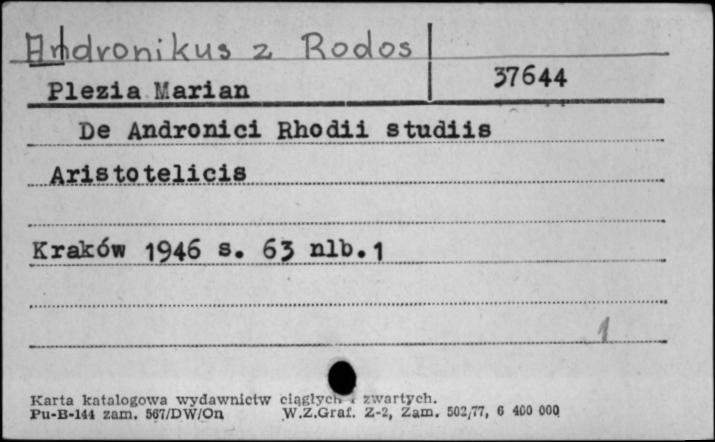 Andronikus z Rodos
Plezia Marian 37644
De Andronici Rhodii studiis
Aristotelicis
Kraków 1946 s. 63 nlb.1
1
Karta katalogowa wydawnictw ciągłych i zwartych.
Pu-B-144 zam. 567/DW/On W.Z.Graf. Z-2, Zam. 502/77, 6 400 000